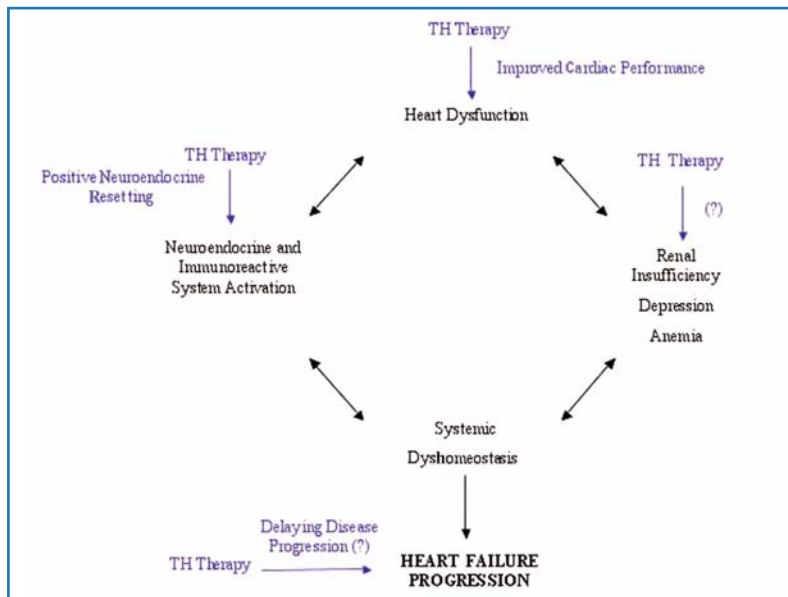 TH Therapy
Improved Cardiac Performance
Heart Dysfunction
TH Therapy
Positive Neuroendocrine
Resetting
Neuroendocrine and
Immunoreactive
System Activation
TH Therapy
(?)
Renal
Insufficiency
Depression
Anemia
Systemic
Dyshomeostasis
Delaying Disease
Progression (?)
TH Therapy
HEART FAILURE
PROGRESSION